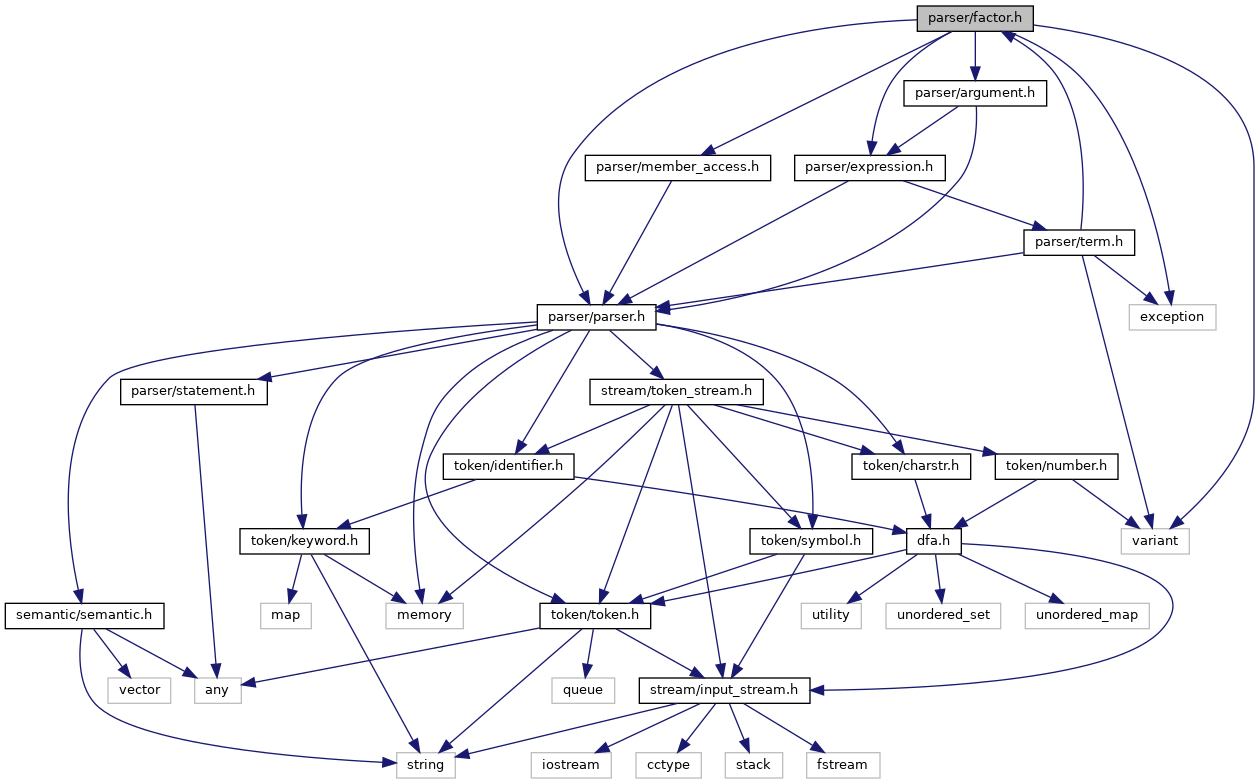 parser/factor.h
parser/argument.h
parser/member_access.h
parser/expression.h
parser/term.h
parser/parser.h
exception
parser/statement.h
stream/token_stream.h
token/identifier.h
token/charstr.h
token/number.h
token/keyword.h
token/symbol.h
dfa.h
variant
semantic/semantic.h
map
memory
token/token.h
utility
unordered_set
unordered_map
vector
any
queue
stream/input_stream.h
string
iostream
cctype
stack
fstream